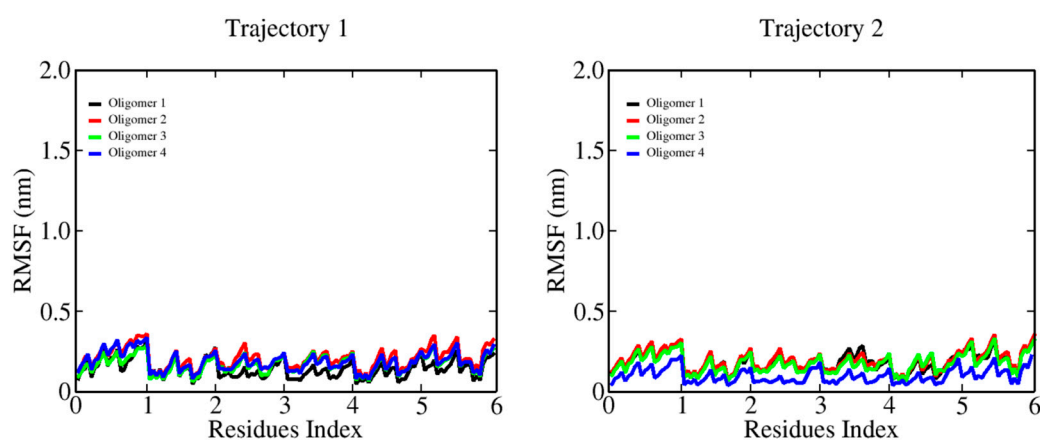 Trajectory 1
RMSF (nm)
2.0
1.5
1.0
0.5
0
Oligomer 1
Oligomer 2
Oligomer 3
Oligomer 4
0 1 2 3 4 5 6
Residues Index
Trajectory 2
RMSF (nm)
2.0
1.5
1.0
0.5
0
Oligomer 1
Oligomer 2
Oligomer 3
Oligomer 4
0 1 2 3 4 5 6
Residues Index